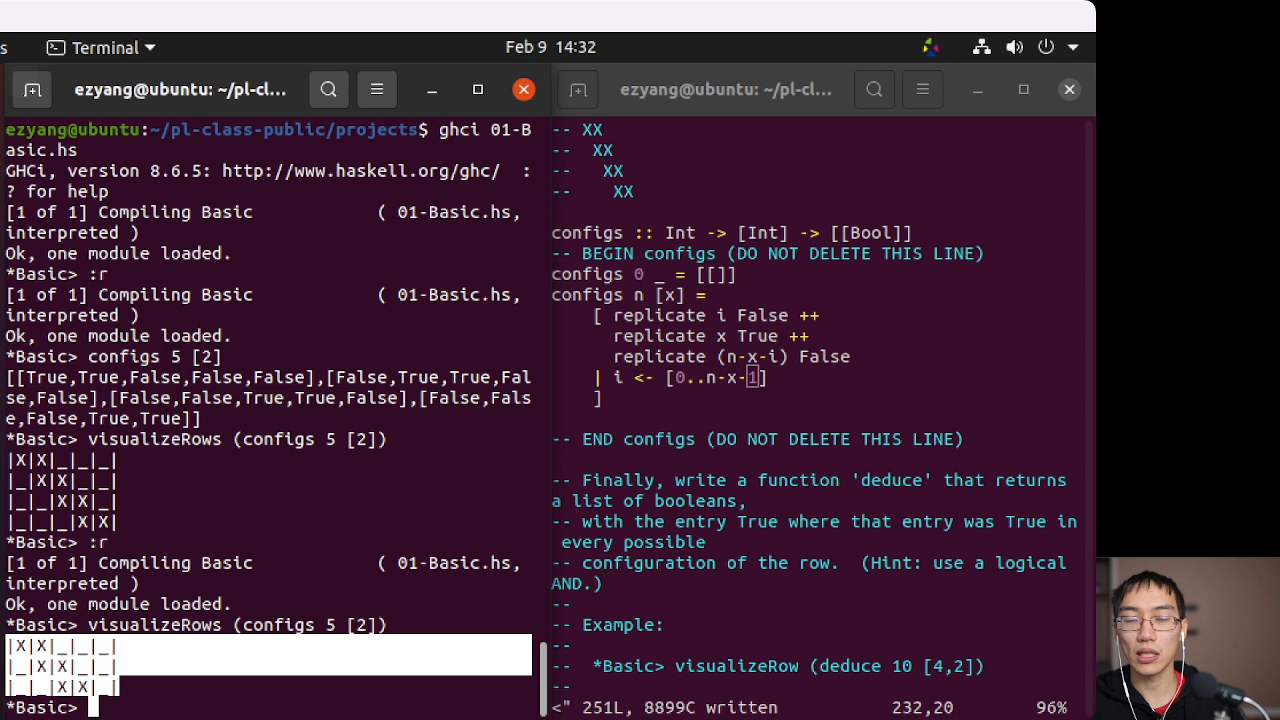 s Terminal Feb 9 14:32
ezyang@ubuntu: ~/pl-cl...
ezyang@ubuntu:~/pl-class-public/projects$ ghci 01-B
asic.hs
GHCi, version 8.6.5: http://www.haskell.org/ghc/  :
? for help
[1 of 1] Compiling Basic            ( 01-Basic.hs,
interpreted )
Ok, one module loaded.
*Basic> :r
[1 of 1] Compiling Basic            ( 01-Basic.hs,
interpreted )
Ok, one module loaded.
*Basic> configs 5 [2]
[[True,True,False,False,False],[False,True,True,Fal
se,False],[False,False,True,True,False],[False,Fals
e,False,True,True]]
*Basic> visualizeRows (configs 5 [2])
|X|X|_|_|_|
|_|X|X|_|_|
|_|_|X|X|_|
|_|_|_|X|X|
*Basic> :r
[1 of 1] Compiling Basic            ( 01-Basic.hs,
interpreted )
Ok, one module loaded.
*Basic> visualizeRows (configs 5 [2])
|X|X|_|_|_|
|_|X|X|_|_|
|_|_|X|X|_|
*Basic>
ezyang@ubuntu: ~/pl-cl...
-- XX
--  XX
--   XX
--    XX
configs :: Int -> [Int] -> [[Bool]]
-- BEGIN configs (DO NOT DELETE THIS LINE)
configs 0 _ = [[]]
configs n [x] =
    [ replicate i False ++
      replicate x True ++
      replicate (n-x-i) False
    | i <- [0..n-x-1]
    ]
-- END configs (DO NOT DELETE THIS LINE)
-- Finally, write a function 'deduce' that returns
a list of booleans,
-- with the entry True where that entry was True in
 every possible
-- configuration of the row.  (Hint: use a logical
AND.)
--
-- Example:
--
--  *Basic> visualizeRow (deduce 10 [4,2])
--
<" 251L, 8899C written 232,20 96%